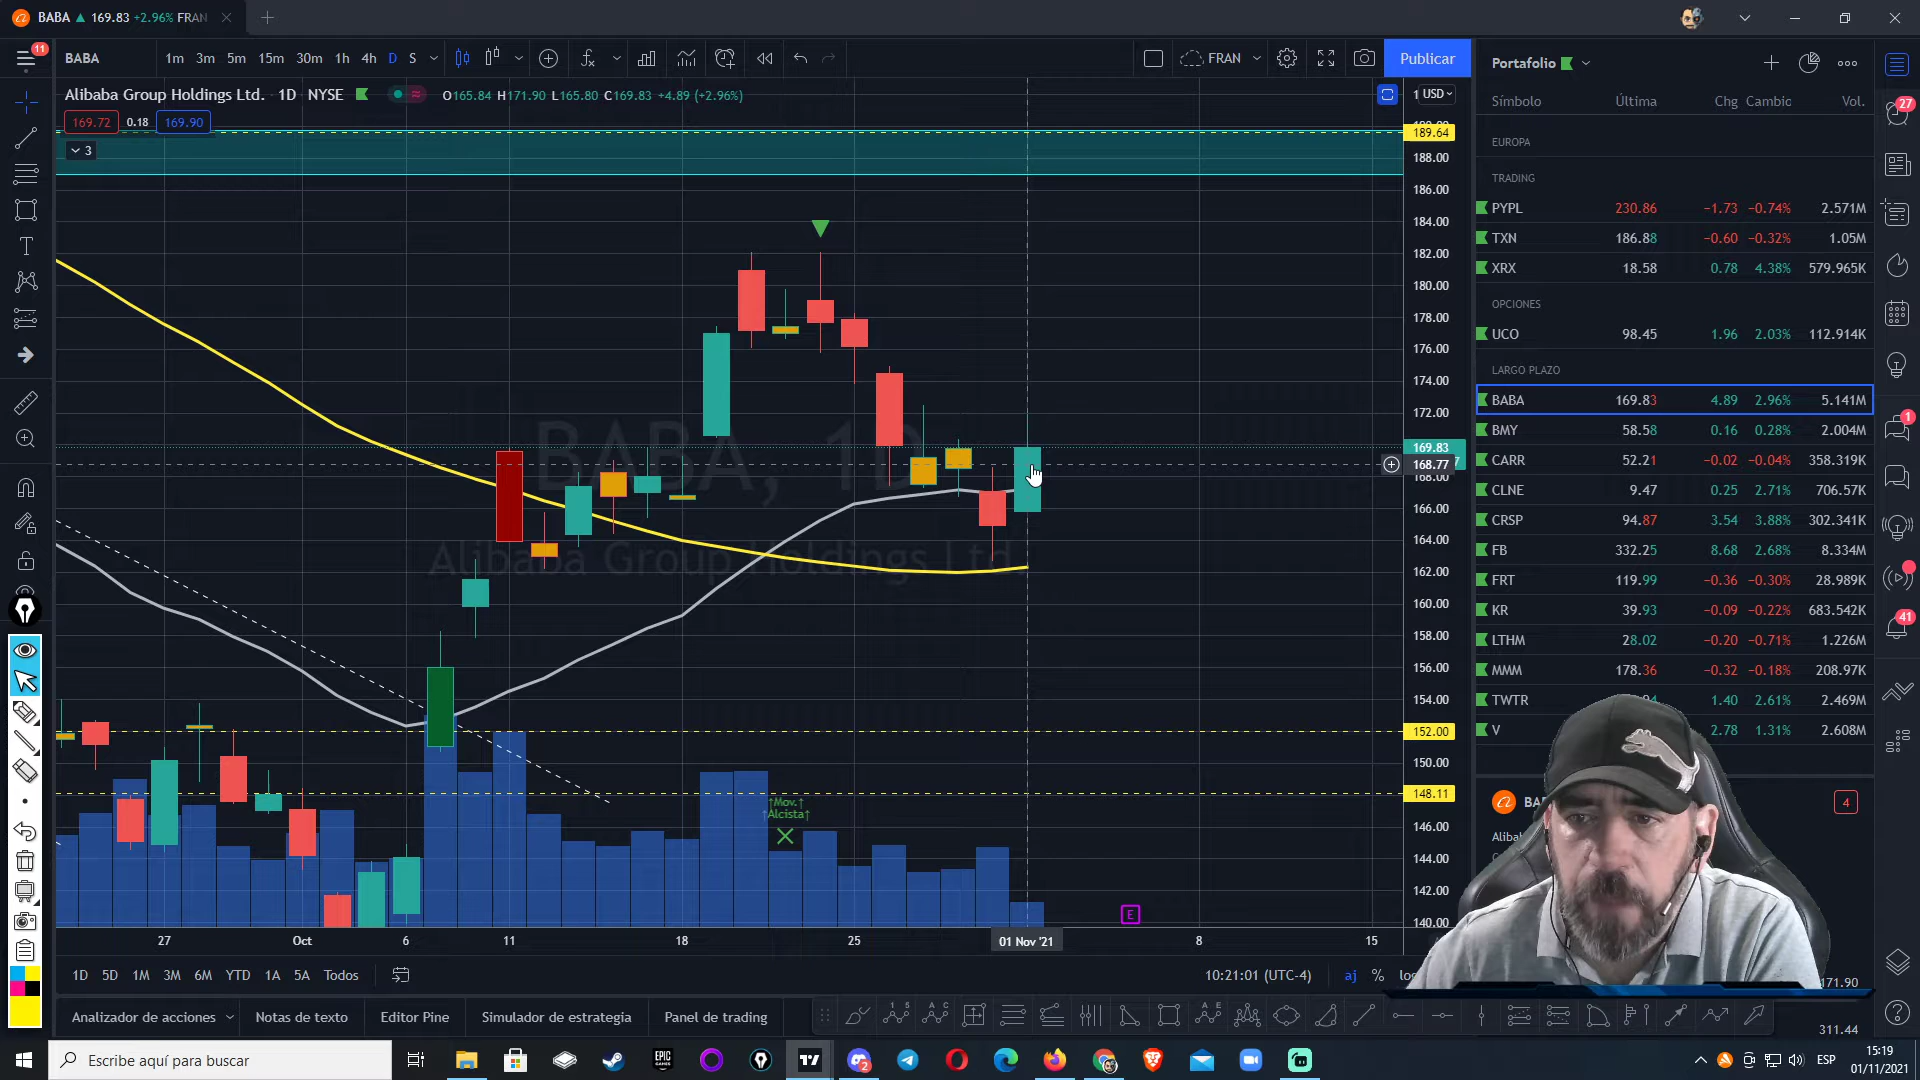 BABA ▲ 169.83 +2.96% FRAN
11
BABA
1m 3m 5m 15m 30m 1h 4h D S
FRAN
Publicar
Alibaba Group Holdings Ltd. · 1D · NYSE
O165.84 H171.90 L165.80 C169.83 +4.89 (+2.96%)
169.72 0.18 169.90
3
USD
189.64
188.00
186.00
184.00
182.00
180.00
178.00
176.00
174.00
172.00
169.83
168.77
168.00
166.00
164.00
162.00
160.00
158.00
156.00
154.00
152.00
150.00
148.11
146.00
144.00
142.00
140.00
BABA, 1D
Alibaba Group Holdings Ltd.
↑Mov.↑
↑Alcista↑
E
27 Oct 6 11 18 25 01 Nov '21 8 15
1D 5D 1M 3M 6M YTD 1A 5A Todos
10:21:01 (UTC-4) aj %
Analizador de acciones Notas de texto Editor Pine Simulador de estrategia Panel de trading
Portafolio
Símbolo Última Chg Cambio Vol.
EUROPA
TRADING
PYPL 230.86 −1.73 −0.74% 2.571M
TXN 186.88 −0.60 −0.32% 1.05M
XRX 18.58 0.78 4.38% 579.965K
OPCIONES
UCO 98.45 1.96 2.03% 112.914K
LARGO PLAZO
BABA 169.83 4.89 2.96% 5.141M
BMY 58.58 0.16 0.28% 2.004M
CARR 52.21 −0.02 −0.04% 358.319K
CLNE 9.47 0.25 2.71% 706.57K
CRSP 94.87 3.54 3.88% 302.341K
FB 332.25 8.68 2.68% 8.334M
FRT 119.99 −0.36 −0.30% 28.989K
KR 39.93 −0.09 −0.22% 683.542K
LTHM 28.02 −0.20 −0.71% 1.226M
MMM 178.36 −0.32 −0.18% 208.97K
TWTR 1.40 2.61% 2.469M
V 2.78 1.31% 2.608M
4
171.90
311.44
27
1
41
Escribe aquí para buscar
2
ESP
15:19
01/11/2021